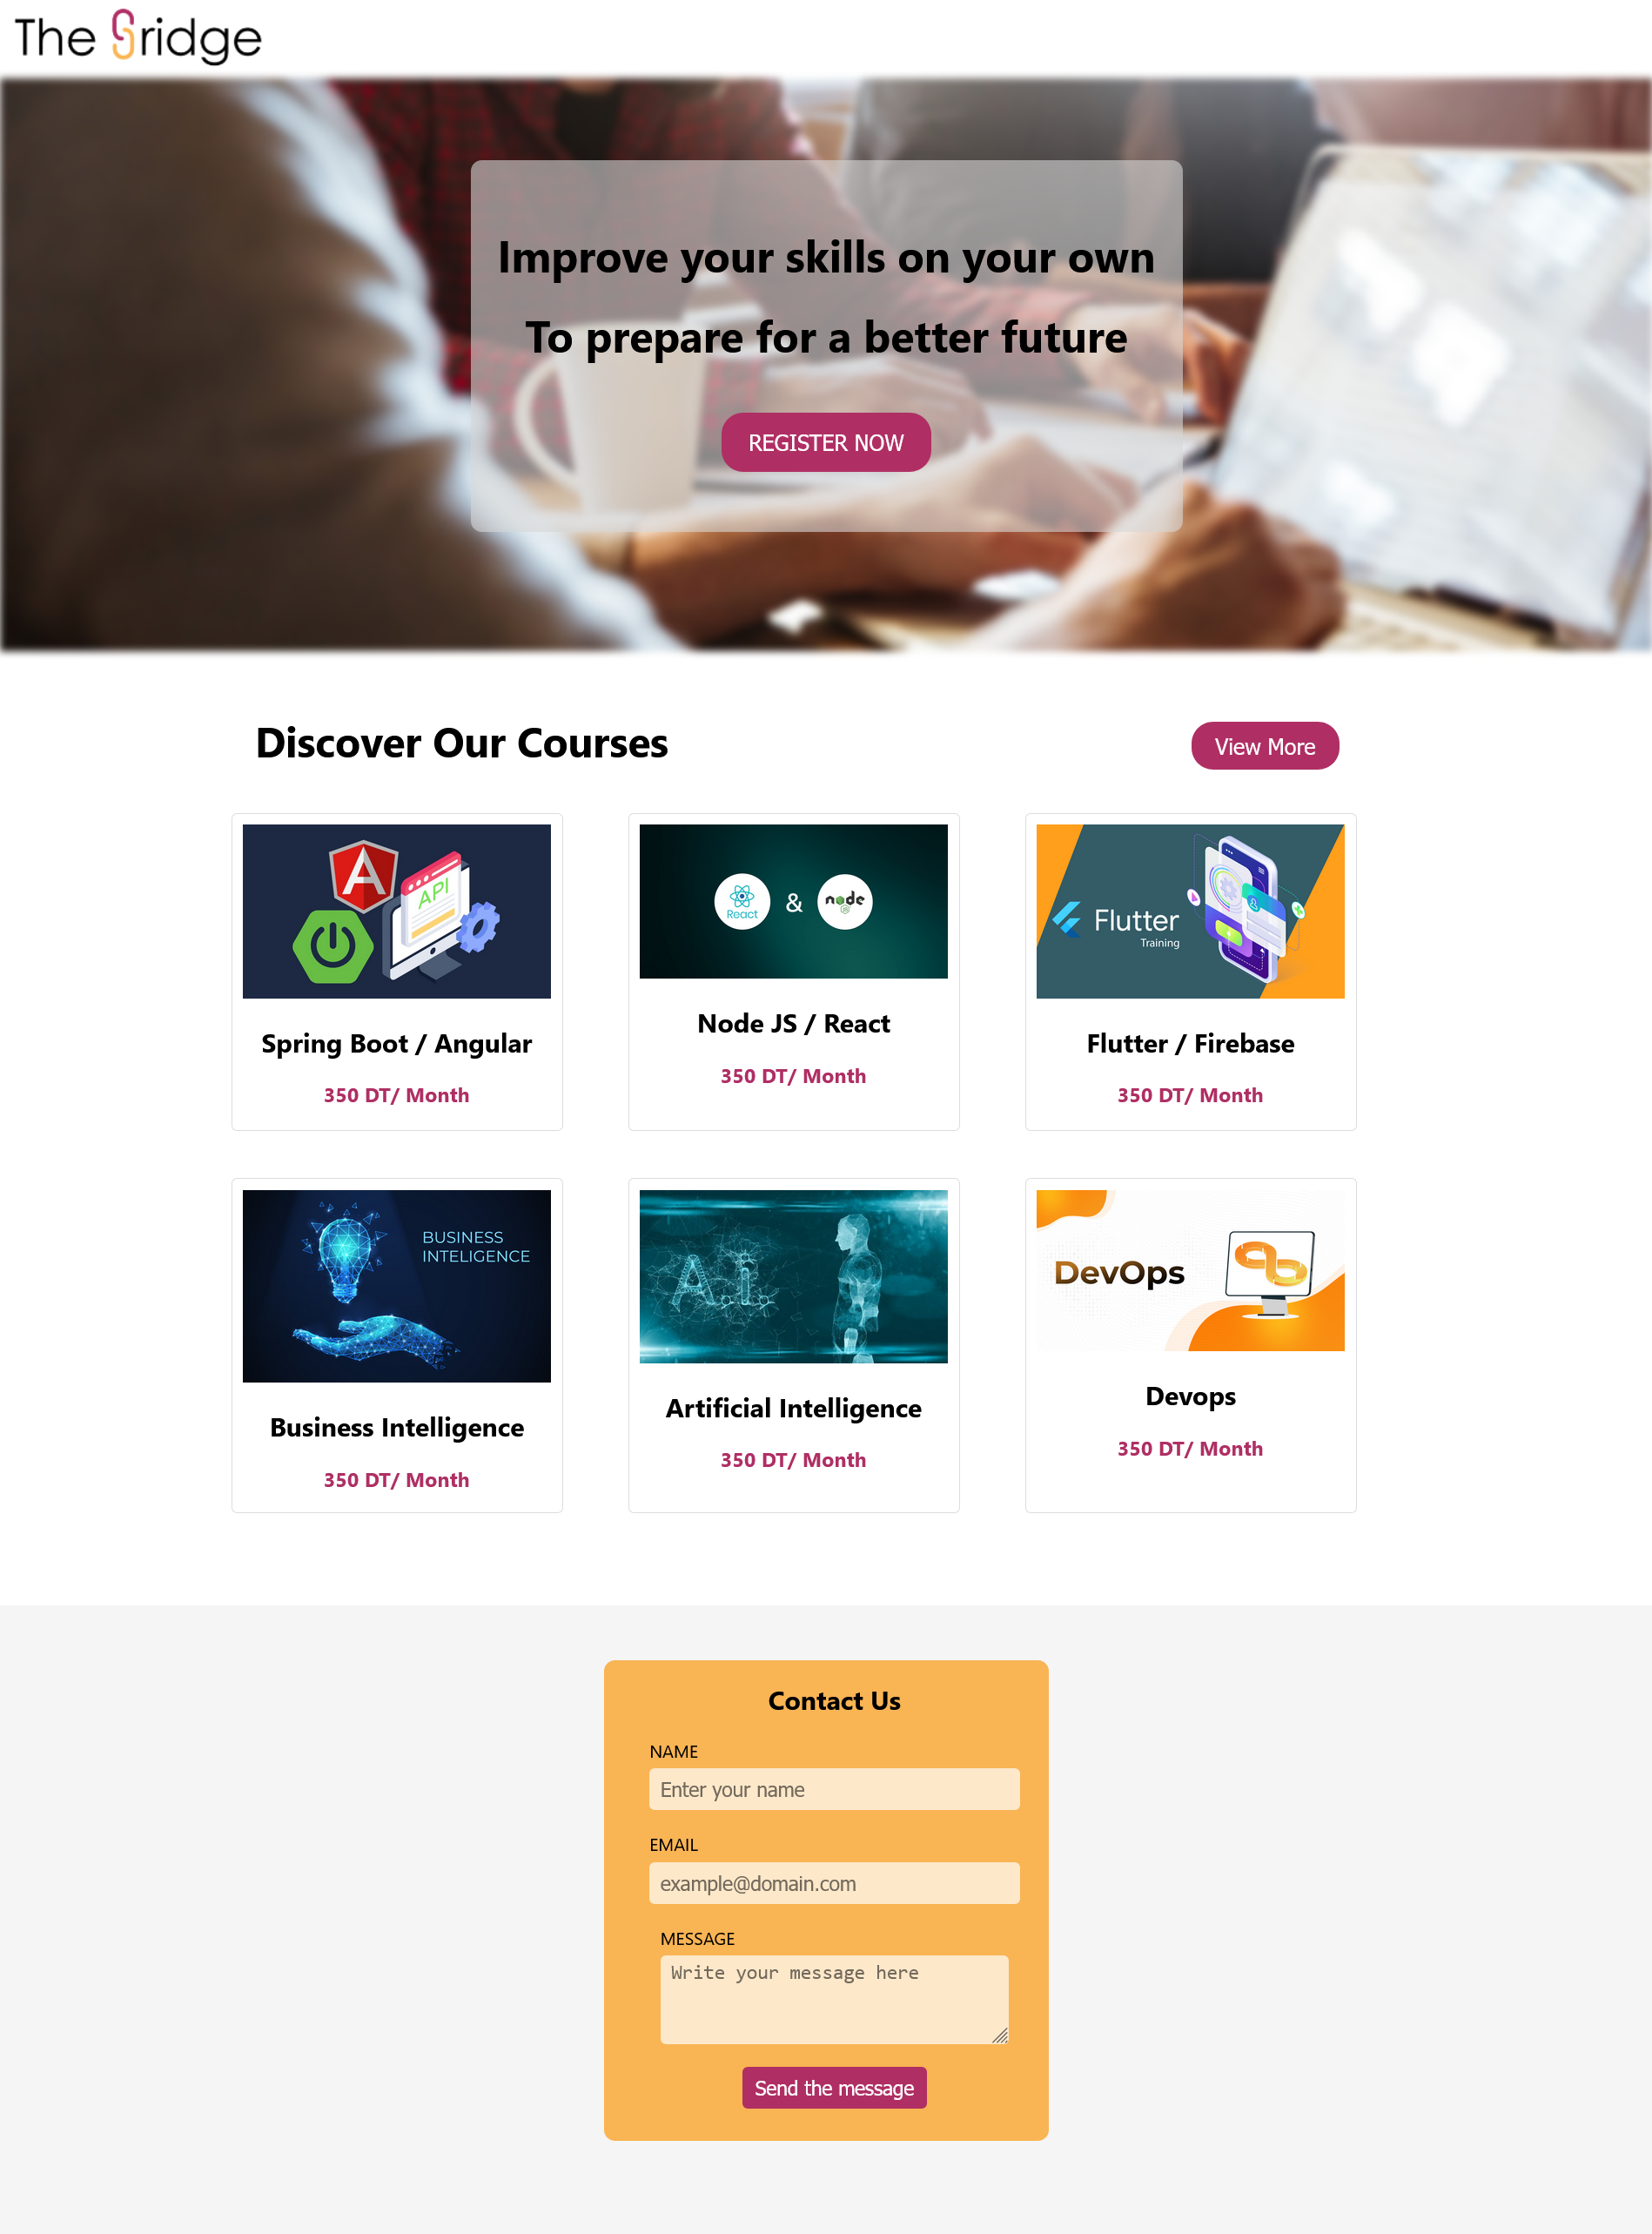 The Bridge
Improve your skills on your own
To prepare for a better future
REGISTER NOW
Discover Our Courses
View More
API
React & node
JS
Flutter
Training
Spring Boot / Angular
350 DT/ Month
Node JS / React
350 DT/ Month
Flutter / Firebase
350 DT/ Month
BUSINESS
INTELIGENCE
A.I.
DevOps
Business Intelligence
350 DT/ Month
Artificial Intelligence
350 DT/ Month
Devops
350 DT/ Month
Contact Us
NAME
Enter your name
EMAIL
example@domain.com
MESSAGE
Write your message here
Send the message